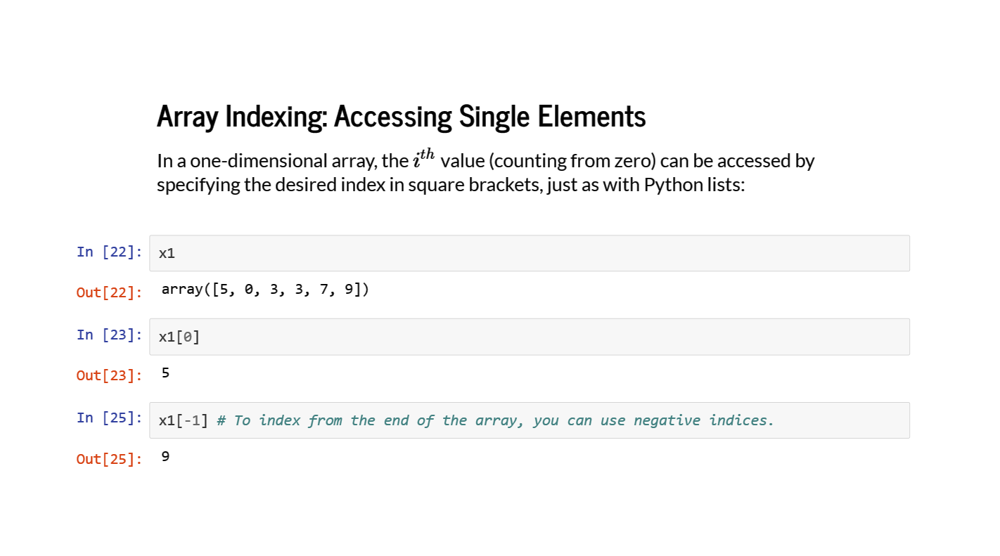 Array Indexing: Accessing Single Elements
In a one-dimensional array, the i^th value (counting from zero) can be accessed by
specifying the desired index in square brackets, just as with Python lists:
In [22]: x1
Out[22]: array([5, 0, 3, 3, 7, 9])
In [23]: x1[0]
Out[23]: 5
In [25]: x1[-1] # To index from the end of the array, you can use negative indices.
Out[25]: 9